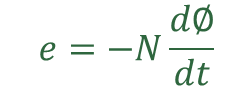 e = −N dØ/dt